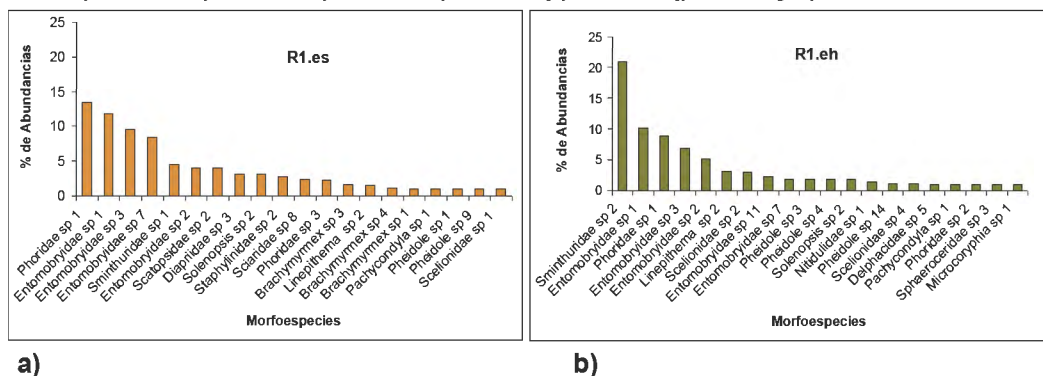 R1.es
% de Abundancias
25
20
15
10
5
0
Phoridae sp 1
Entomobryidae sp 1
Entomobryidae sp 3
Entomobryidae sp 7
Sminthuridae sp 1
Entomobryidae sp 2
Scatopsidae sp 2
Diapriidae sp 3
Solenopsis sp 2
Staphylinidae sp 2
Sciaridae sp 8
Phoridae sp 3
Brachymymex sp 3
Linepithema sp 2
Brachymymex sp 4
Brachymymex sp 1
Pachycondyla sp 1
Pheidole sp 1
Pheidole sp 9
Scelionidae sp 1
Morfoespecies
a)
R1.eh
% de Abundancias
25
20
15
10
5
0
Sminthuridae sp 2
Entomobryidae sp 1
Phoridae sp 1
Entomobryidae sp 3
Entomobryidae sp 2
Linepithema sp 2
Scelionidae sp 2
Entomobryidae sp 11
Entomobryidae sp 7
Pheidole sp 3
Pheidole sp 4
Solenopsis sp 2
Nitidulidae sp 1
Pheidole sp 14
Scelionidae sp 4
Delphacidae sp 5
Pachycondyla sp 1
Phoridae sp 2
Sphaeroceridae sp 3
Microcoryphia sp 1
Morfoespecies
b)